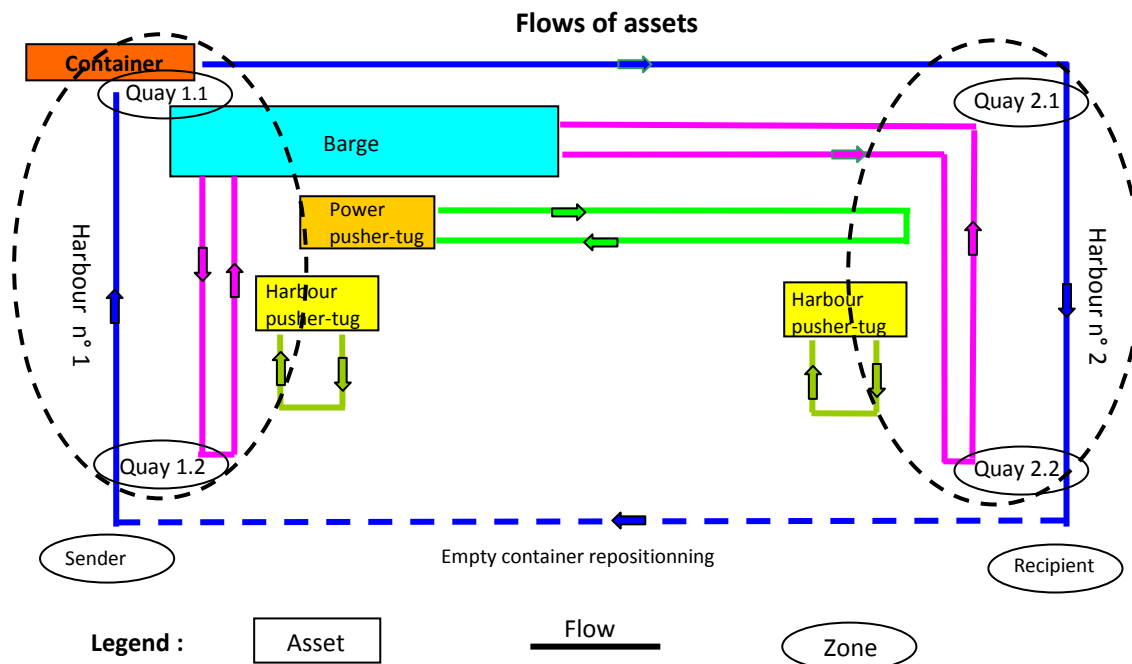 Flows of assets
Container
Quay 1.1
Quay 2.1
Barge
Power
pusher-tug
Harbour n° 1
Harbour
pusher-tug
Harbour
pusher-tug
Harbour n° 2
Quay 1.2
Quay 2.2
Sender
Empty container repositionning
Recipient
Legend :
Asset
Flow
Zone